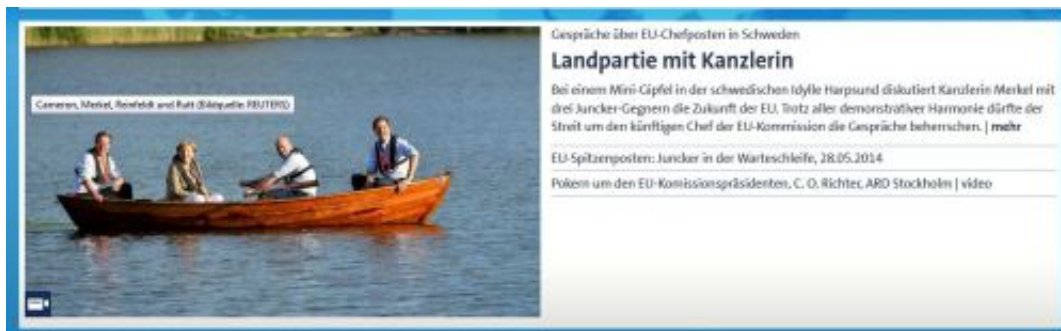 Gespräche über EU-Chefposten in Schweden
Landpartie mit Kanzlerin
Bei einem Mini-Gipfel in der schwedischen Idylle Harpsund diskutiert Kanzlerin Merkel mit
drei Juncker-Gegnern die Zukunft der EU. Trotz aller demonstrativer Harmonie dürfte der
Streit um den künftigen Chef der EU-Kommission die Gespräche beherrschen. | mehr
EU-Spitzenposten: Juncker in der Warteschleife, 28.05.2014
Pokern um den EU-Komissionspräsidenten, C. O. Richter, ARD Stockholm | video
Cameron, Merkel, Reinfeldt und Rutt (Bildquelle: REUTERS)